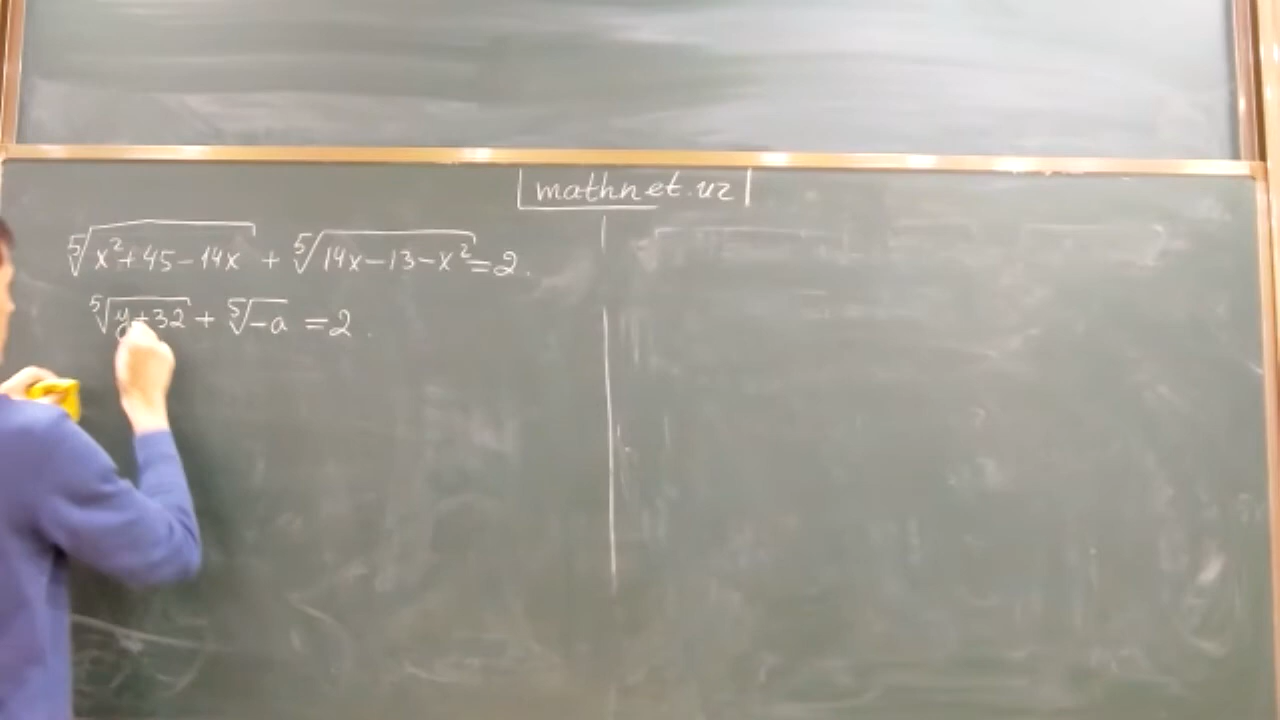 mathnet.uz
⁵√(x²+45-14x) + ⁵√(14x-13-x²) = 2.
⁵√(y+32) + ⁵√(-a) = 2.